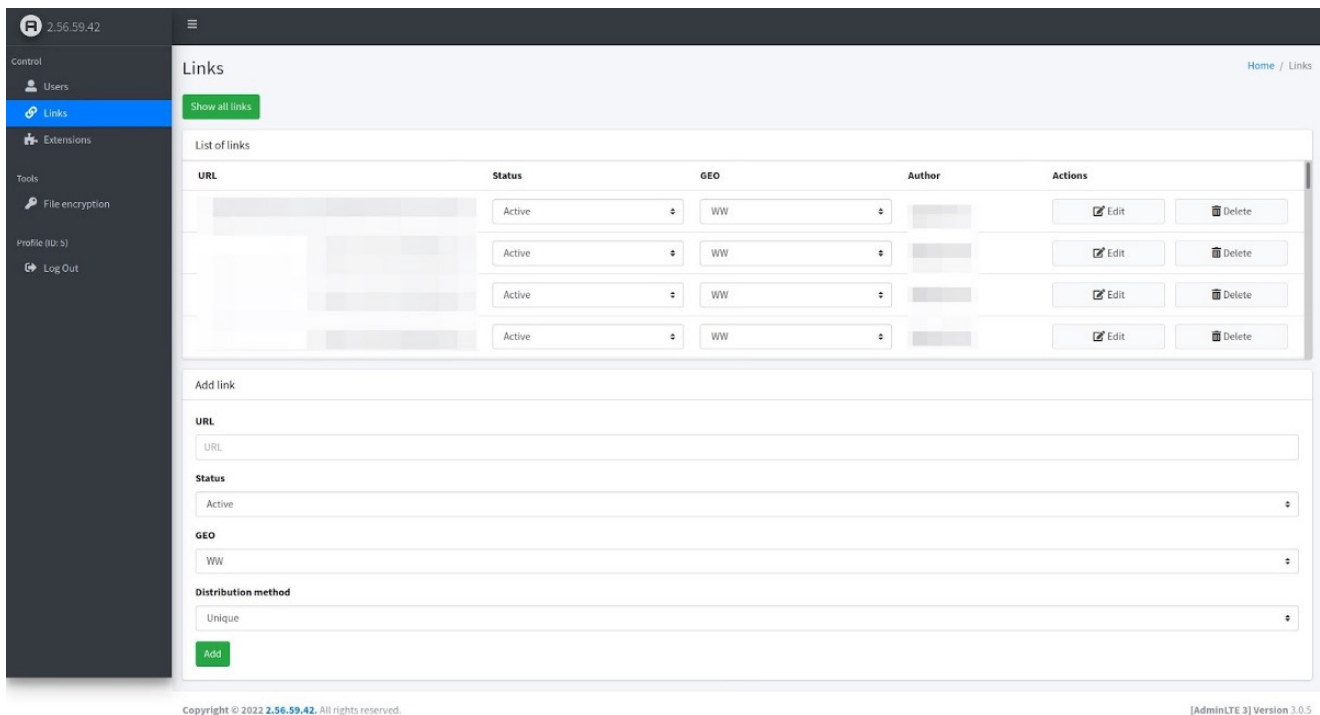 2.56.59.42
Control
Users
Links
Extensions
Tools
File encryption
Profile (ID: 5)
Log Out
Links
Home / Links
Show all links
List of links
URL Status GEO Author Actions
Active WW Edit Delete
Active WW Edit Delete
Active WW Edit Delete
Active WW Edit Delete
Add link
URL
URL
Status
Active
GEO
WW
Distribution method
Unique
Add
Copyright © 2022 2.56.59.42. All rights reserved.
[AdminLTE 3] Version 3.0.5